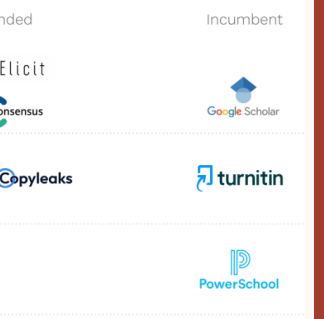 nded Incumbent
Elicit
onsensus Google Scholar
Copyleaks turnitin
PowerSchool